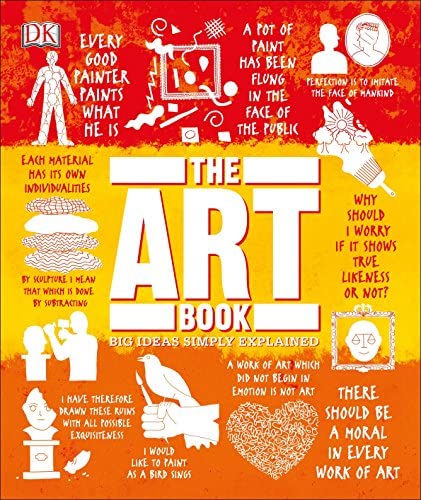 DK
EVERY
GOOD
PAINTER
PAINTS
WHAT
HE IS
A POT OF
PAINT
HAS BEEN
FLUNG
IN THE
FACE OF
THE PUBLIC
PERFECTION IS TO IMITATE
THE FACE OF MANKIND
EACH MATERIAL
HAS ITS OWN
INDIVIDUALITIES
THE
ART
BOOK
BIG IDEAS SIMPLY EXPLAINED
WHY
SHOULD
I WORRY
IF IT SHOWS
TRUE
LIKENESS
OR NOT?
BY SCULPTURE I MEAN
THAT WHICH IS DONE
BY SUBTRACTING
I HAVE THEREFORE
DRAWN THESE RUINS
WITH ALL POSSIBLE
EXQUISITENESS
I WOULD
LIKE TO PAINT
AS A BIRD SINGS
A WORK OF ART WHICH
DID NOT BEGIN IN
EMOTION IS NOT ART
THERE
SHOULD BE
A MORAL
IN EVERY
WORK OF ART